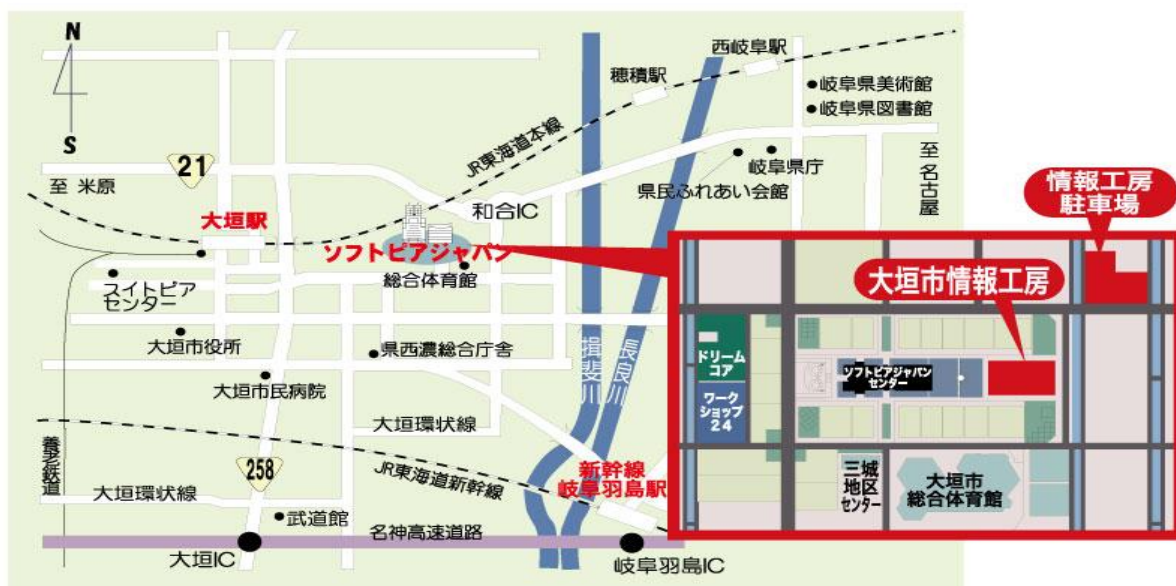 N
S
西岐阜駅
穂積駅
岐阜県美術館
岐阜県図書館
JR東海道本線
21
至 米原
岐阜県庁
県民ふれあい会館
至名古屋
大垣駅
和合IC
ソフトピアジャパン
総合体育館
スイトピア
センター
大垣市役所
県西濃総合庁舎
大垣市民病院
揖斐川
長良川
大垣環状線
養老鉄道
258
JR東海道新幹線
新幹線
岐阜羽島駅
大垣環状線
武道館
名神高速道路
大垣IC
岐阜羽島IC
情報工房
駐車場
大垣市情報工房
ドリーム
コア
ソフトピアジャパン
センター
ワーク
ショップ
24
三城
地区
センター
大垣市
総合体育館